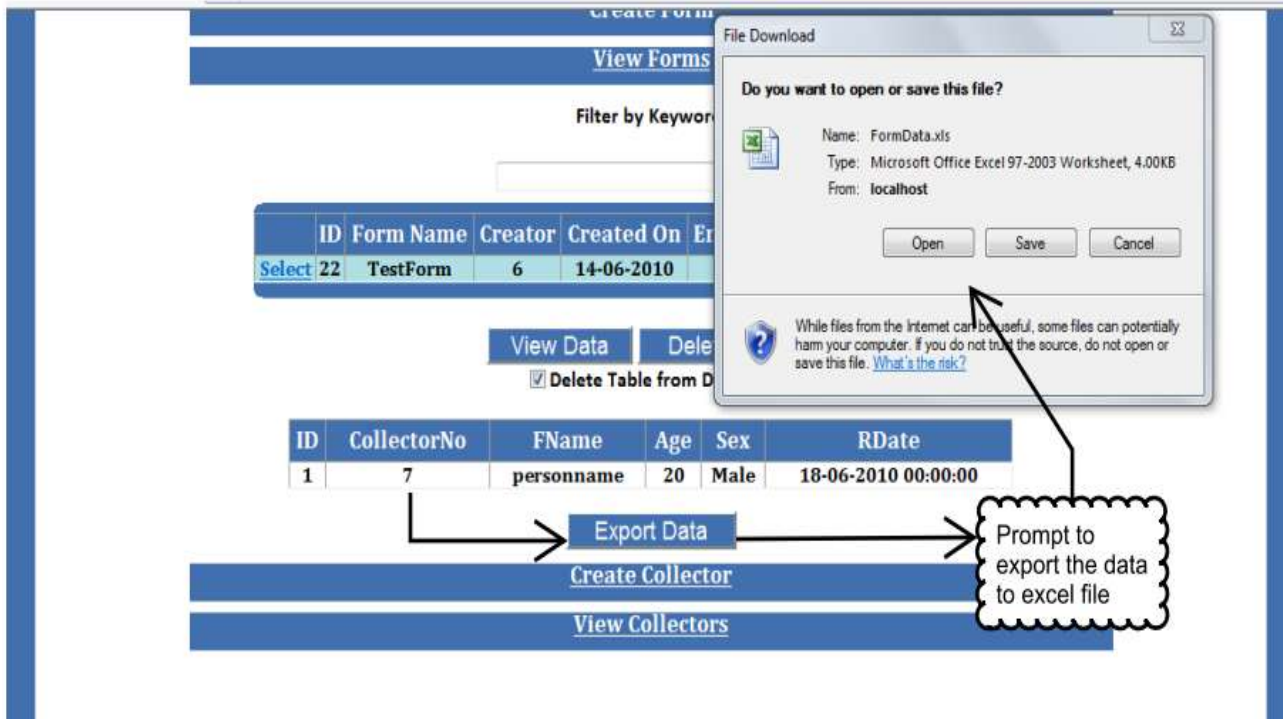 Create Form
View Forms
Filter by Keyword
ID Form Name Creator Created On
Select 22 TestForm 6 14-06-2010
View Data
Delete Table from
ID CollectorNo FName Age Sex RDate
1 7 personname 20 Male 18-06-2010 00:00:00
Export Data
Create Collector
View Collectors
File Download
Do you want to open or save this file?
Name: FormData.xls
Type: Microsoft Office Excel 97-2003 Worksheet, 4.00KB
From: localhost
Open Save Cancel
While files from the Internet can be useful, some files can potentially
harm your computer. If you do not trust the source, do not open or
save this file. What's the risk?
Prompt to
export the data
to excel file